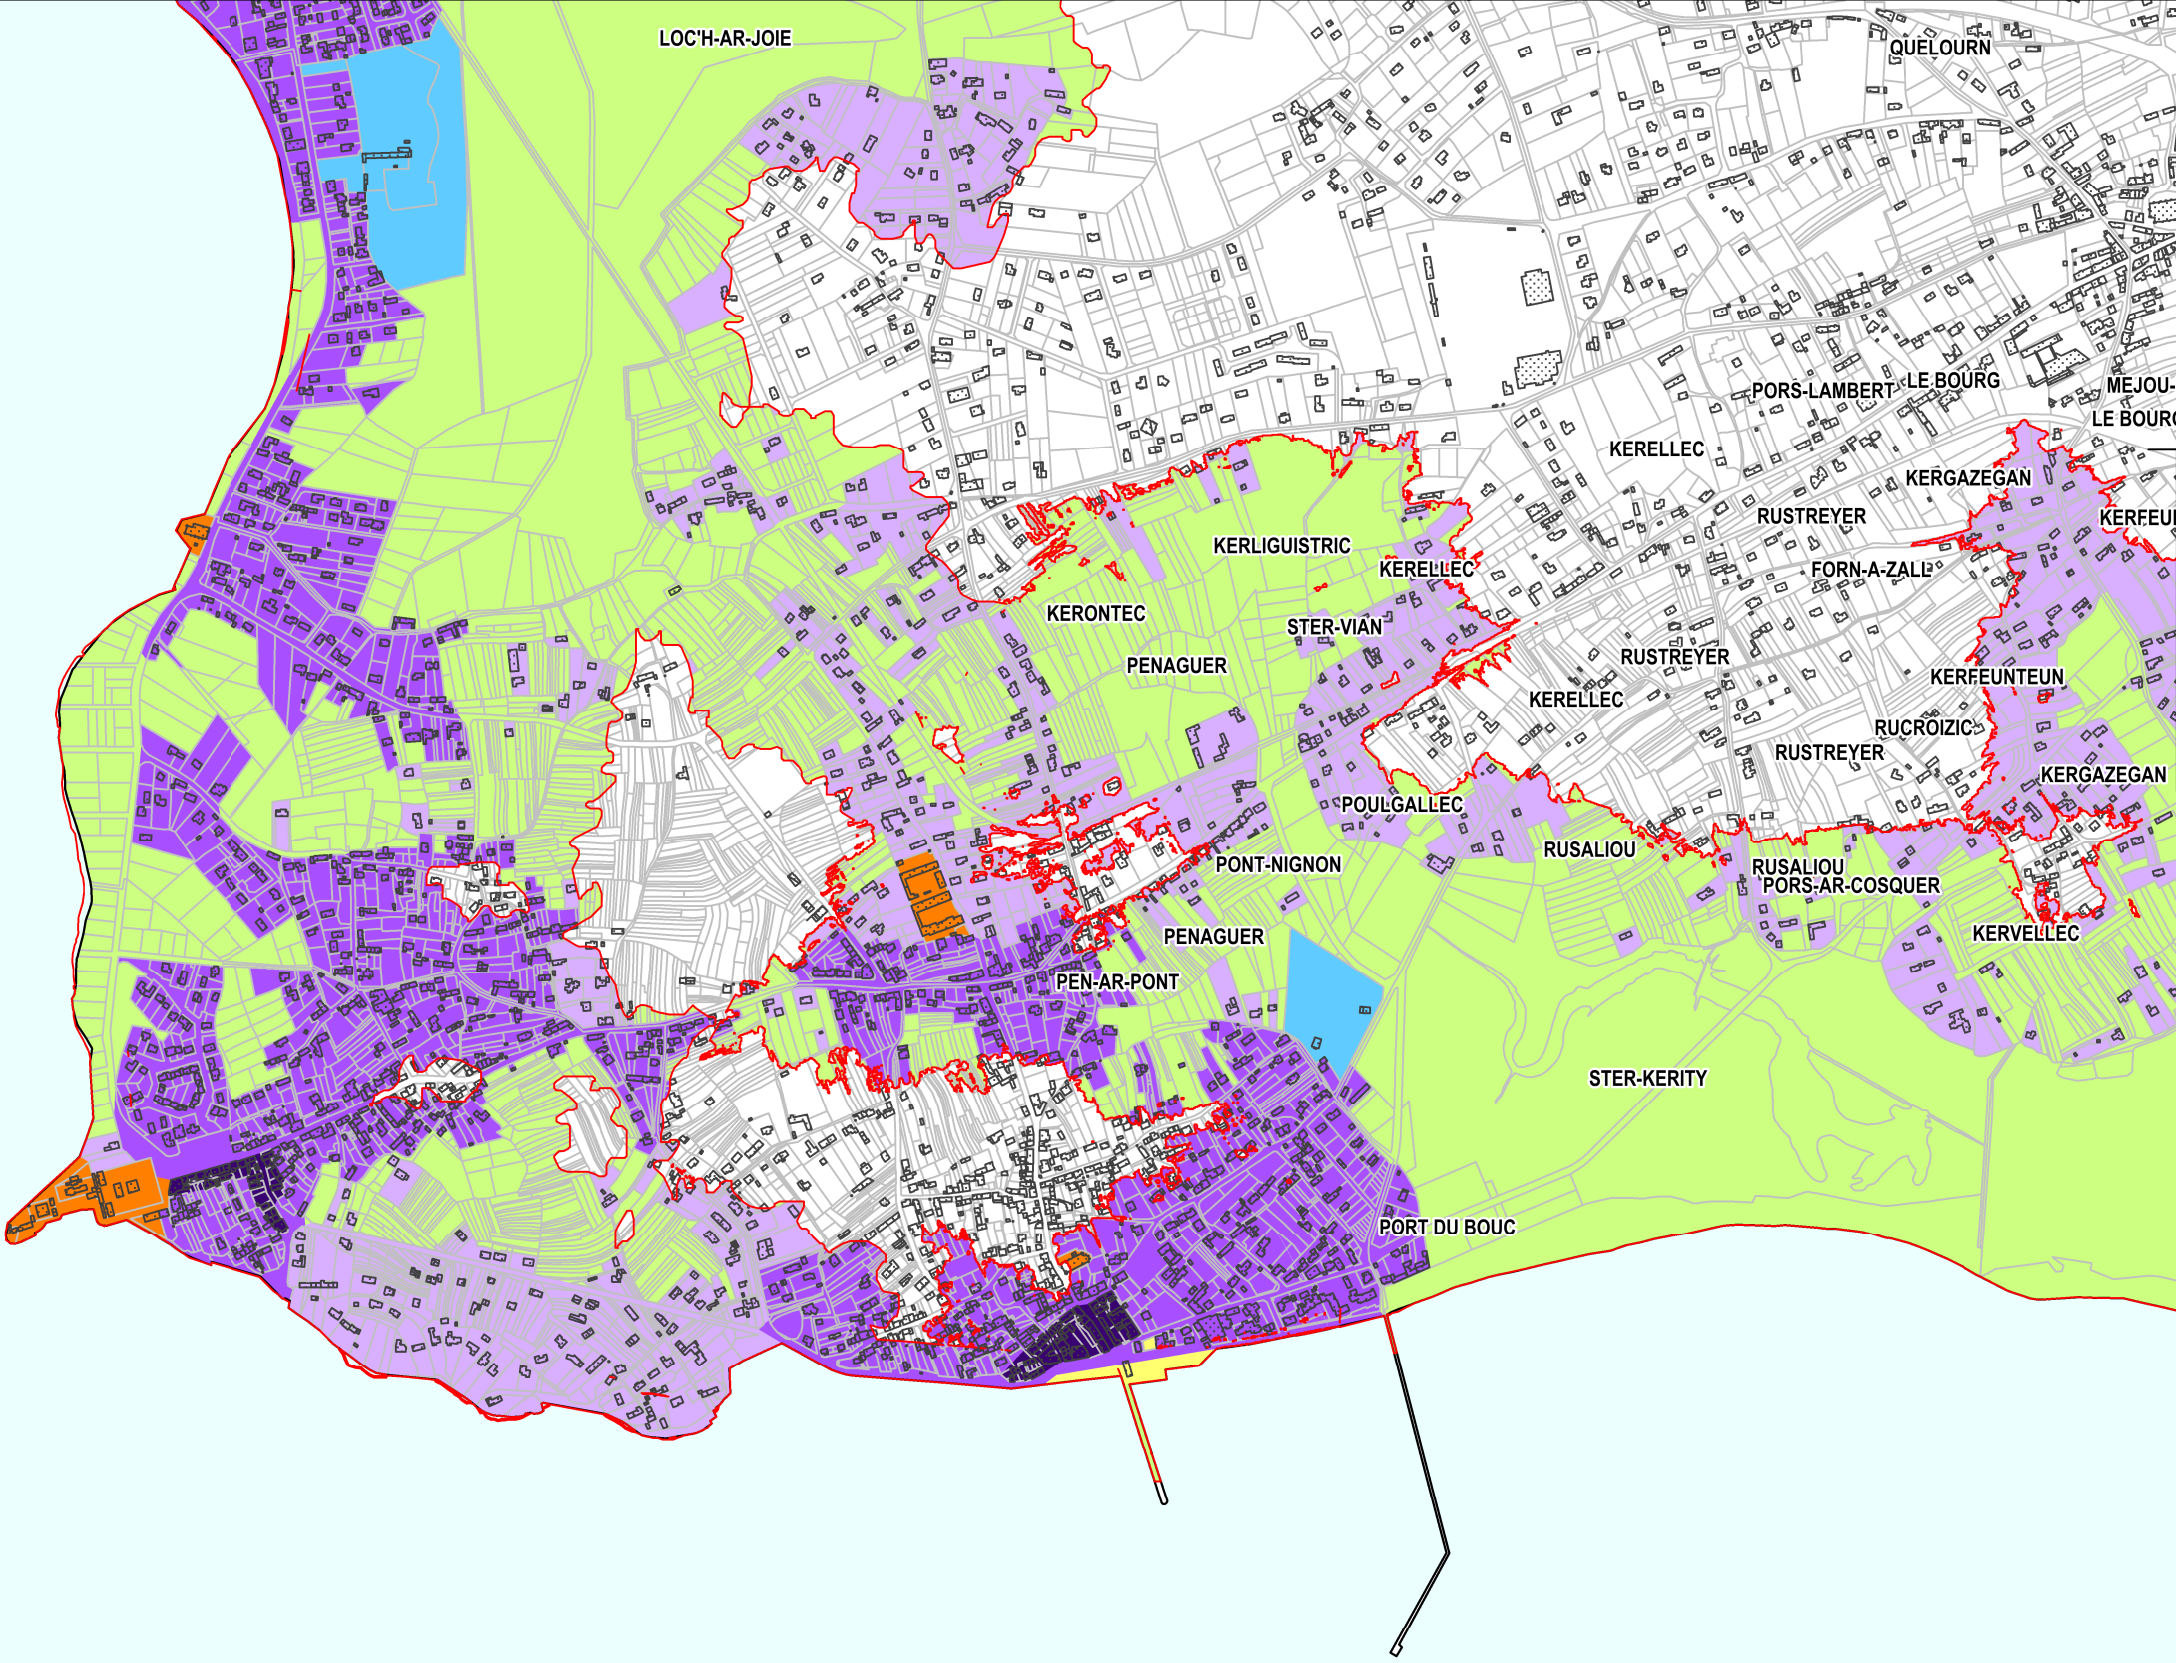 LOC'H-AR-JOIE
QUELOURN
LE BOURG
MEJOU-
PORS-LAMBERT
LE BOURG
KERELLEC
KERGAZEGAN
RUSTREYER
KERFEU
KERLIGUISTRIC
KERELLEC
FORN-A-ZALL
KERONTEC
STER-VIAN
RUSTREYER
PENAGUER
KERFEUNTEUN
KERELLEC
RUCROIZIC
RUSTREYER
KERGAZEGAN
POULGALLEC
RUSALIOU
PONT-NIGNON
RUSALIOU
PORS-AR-COSQUER
PENAGUER
KERVELLEC
PEN-AR-PONT
STER-KERITY
PORT DU BOUC